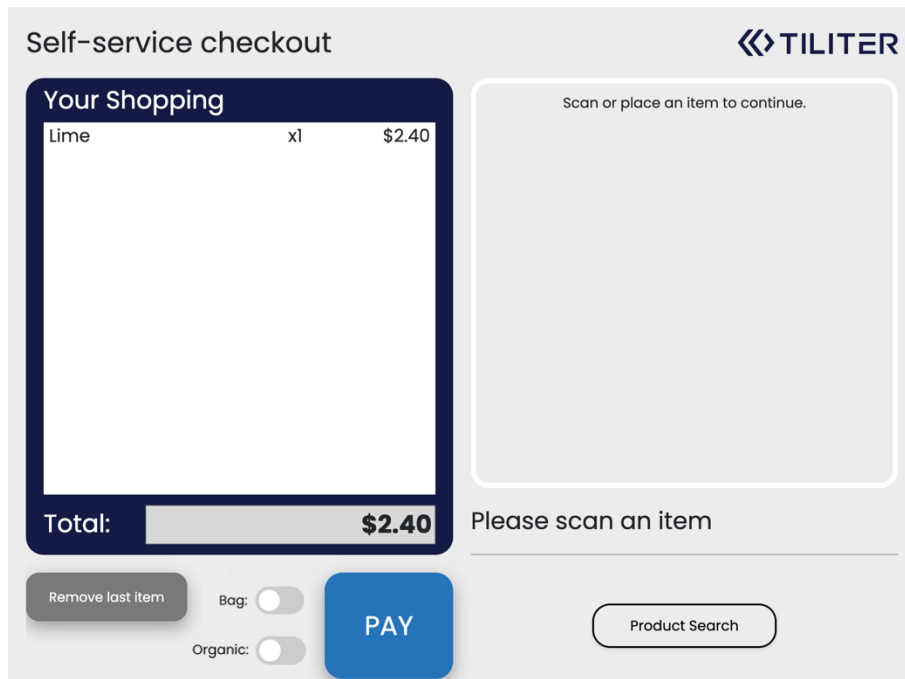 Self-service checkout
TILITER
Your Shopping
Lime x1 $2.40
Total: $2.40
Remove last item
Bag:
Organic:
PAY
Scan or place an item to continue.
Please scan an item
Product Search